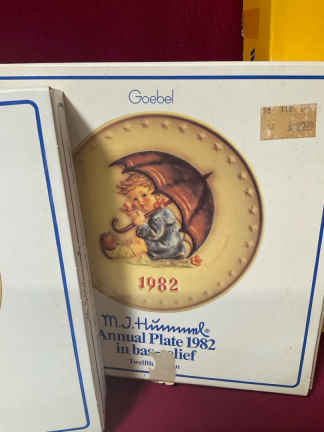 Goebel
1982
M.J. Hummel®
Annual Plate 1982
in bas-relief